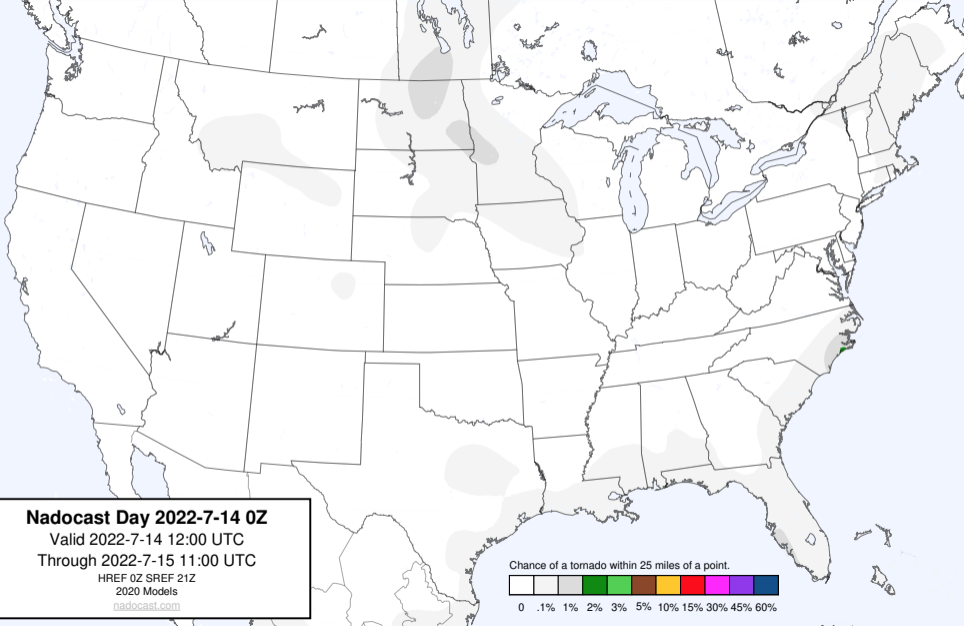 Nadocast Day 2022-7-14 0Z
Valid 2022-7-14 12:00 UTC
Through 2022-7-15 11:00 UTC
HREF 0Z SREF 21Z
2020 Models
nadocast.com
Chance of a tornado within 25 miles of a point.
0 .1% 1% 2% 3% 5% 10% 15% 30% 45% 60%